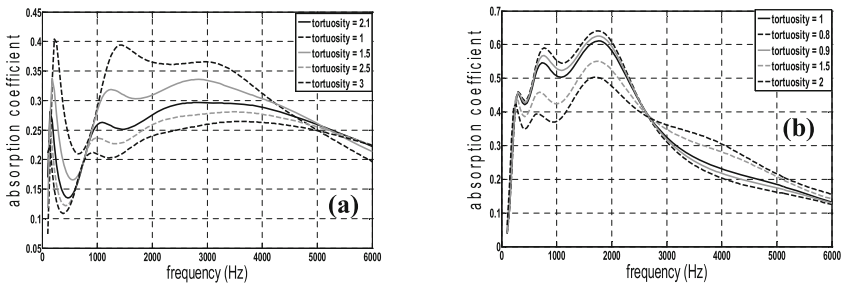 absorption coefficient
0.45
0.4
0.35
0.3
0.25
0.2
0.15
0.1
0.05
tortuosity = 2.1
tortuosity = 1
tortuosity = 1.5
tortuosity = 2.5
tortuosity = 3
(a)
0 1000 2000 3000 4000 5000 6000
frequency (Hz)
absorption coefficient
0.7
0.6
0.5
0.4
0.3
0.2
0.1
0
tortuosity = 1
tortuosity = 0.8
tortuosity = 0.9
tortuosity = 1.5
tortuosity = 2
(b)
0 1000 2000 3000 4000 5000 6000
frequency (Hz)